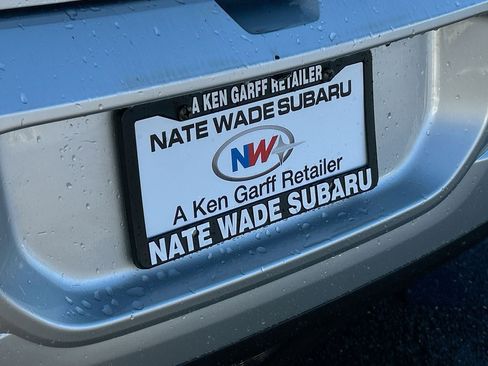 A KEN GARFF RETAILER
NATE WADE SUBARU
NW
A Ken Garff Retailer
NATE WADE SUBARU